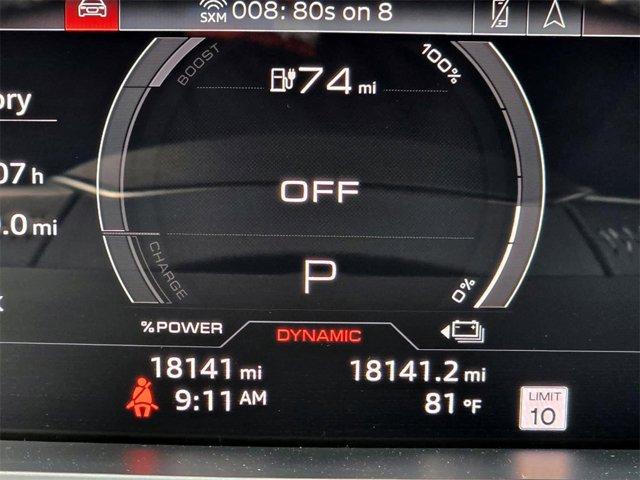 SXM 008: 80s on 8
BOOST
100%
74 mi
ory
07 h
OFF
.0 mi
CHARGE
P
0%
%POWER
DYNAMIC
18141 mi
18141.2 mi
9:11 AM
81 °F
LIMIT
10